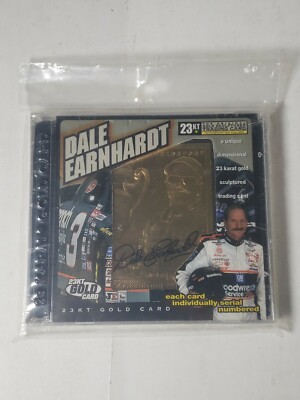 DALE
EARNHARDT
23KT
a unique
dimensional
23 karat gold
sculptured
trading card
3
23KT
GOLD
CARD
Goodwrench
each card
individually serial
numbered
23KT GOLD CARD